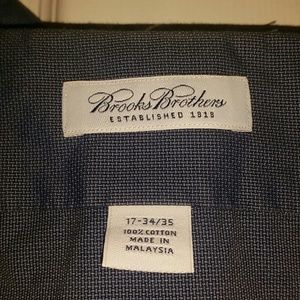 Brooks Brothers
ESTABLISHED 1818
17-34/35
100% COTTON
MADE IN
MALAYSIA